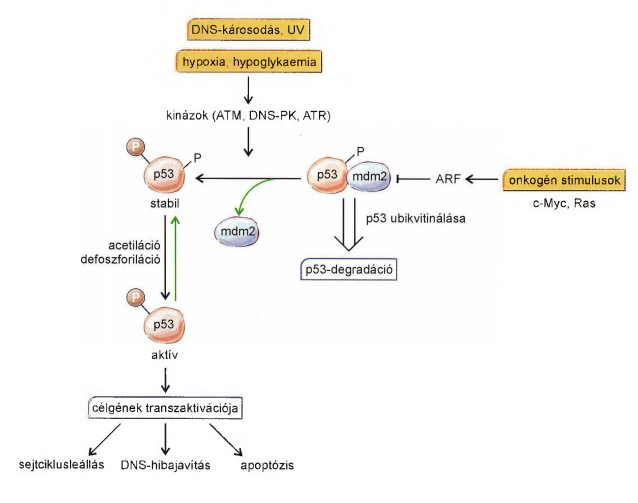 DNS-károsodás, UV
hypoxia, hypoglykaemia
kinázok (ATM, DNS-PK, ATR)
P
p53
P
stabil
P
p53
mdm2
ARF
onkogén stimulusok
c-Myc, Ras
mdm2
p53 ubikvitinálása
p53-degradáció
acetiláció
defoszforiláció
P
p53
aktív
célgének transzaktivációja
sejtciklusleállás
DNS-hibajavítás
apoptózis